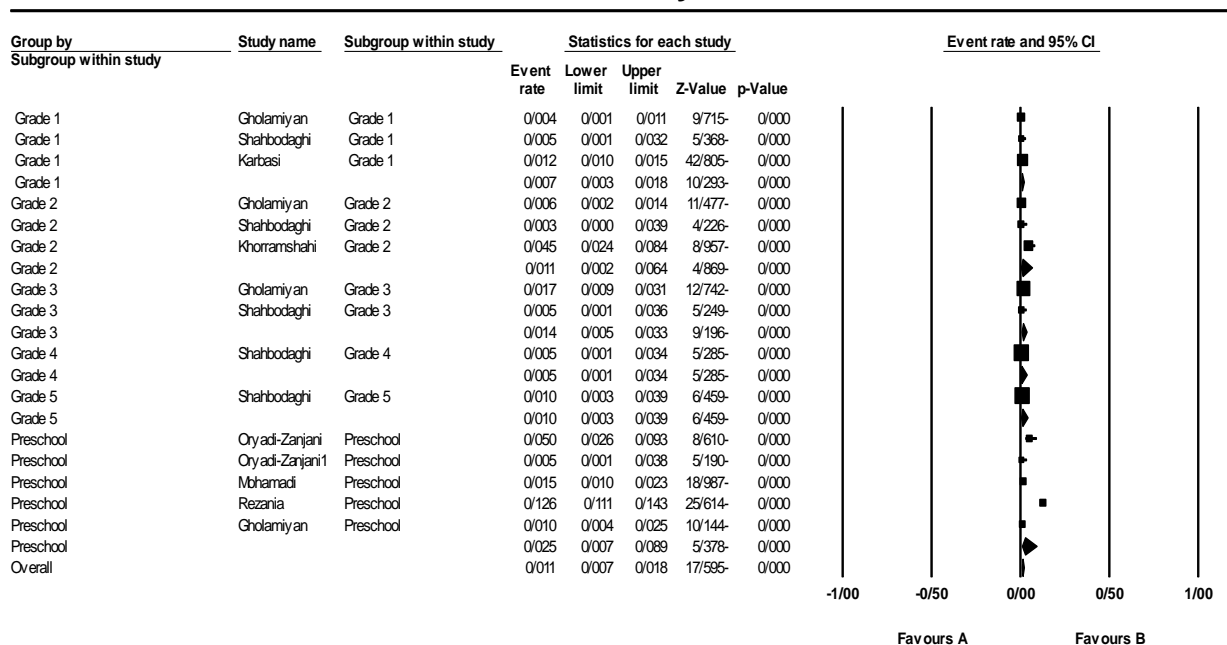 Group by Study name Subgroup within study Statistics for each study Event rate and 95% CI
Subgroup within study
Event Lower Upper
rate limit limit Z-Value p-Value
Grade 1 Gholamiyan Grade 1 0/004 0/001 0/011 9/715- 0/000
Grade 1 Shahbodaghi Grade 1 0/005 0/001 0/032 5/368- 0/000
Grade 1 Karbasi Grade 1 0/012 0/010 0/015 42/805- 0/000
Grade 1 0/007 0/003 0/018 10/293- 0/000
Grade 2 Gholamiyan Grade 2 0/006 0/002 0/014 11/477- 0/000
Grade 2 Shahbodaghi Grade 2 0/003 0/000 0/039 4/226- 0/000
Grade 2 Khorramshahi Grade 2 0/045 0/024 0/084 8/957- 0/000
Grade 2 0/011 0/002 0/064 4/869- 0/000
Grade 3 Gholamiyan Grade 3 0/017 0/009 0/031 12/742- 0/000
Grade 3 Shahbodaghi Grade 3 0/005 0/001 0/036 5/249- 0/000
Grade 3 0/014 0/005 0/033 9/196- 0/000
Grade 4 Shahbodaghi Grade 4 0/005 0/001 0/034 5/285- 0/000
Grade 4 0/005 0/001 0/034 5/285- 0/000
Grade 5 Shahbodaghi Grade 5 0/010 0/003 0/039 6/459- 0/000
Grade 5 0/010 0/003 0/039 6/459- 0/000
Preschool Oryadi-Zanjani Preschool 0/050 0/026 0/093 8/610- 0/000
Preschool Oryadi-Zanjani1 Preschool 0/005 0/001 0/038 5/190- 0/000
Preschool Mohamadi Preschool 0/015 0/010 0/023 18/987- 0/000
Preschool Rezania Preschool 0/126 0/111 0/143 25/614- 0/000
Preschool Gholamiyan Preschool 0/010 0/004 0/025 10/144- 0/000
Preschool 0/025 0/007 0/089 5/378- 0/000
Overall 0/011 0/007 0/018 17/595- 0/000
-1/00 -0/50 0/00 0/50 1/00
Favours A Favours B